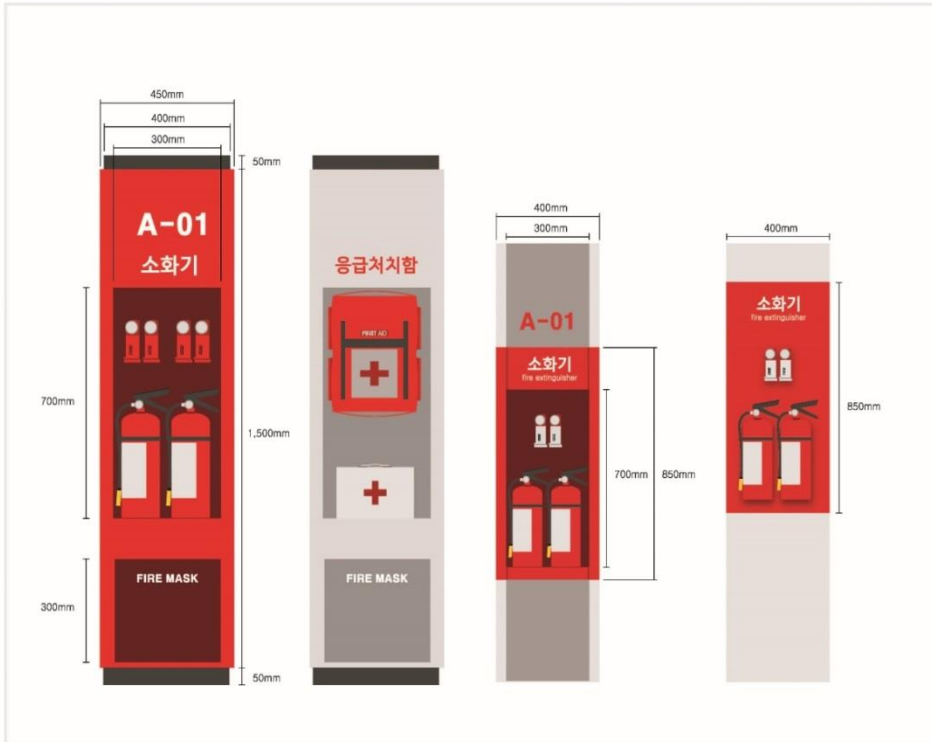 450mm
400mm
300mm
50mm
A-01
소화기
700mm
1,500mm
FIRE MASK
300mm
50mm
응급처치함
FIRST AID
FIRE MASK
400mm
300mm
A-01
소화기
fire extinguisher
700mm
850mm
400mm
소화기
fire extinguisher
850mm